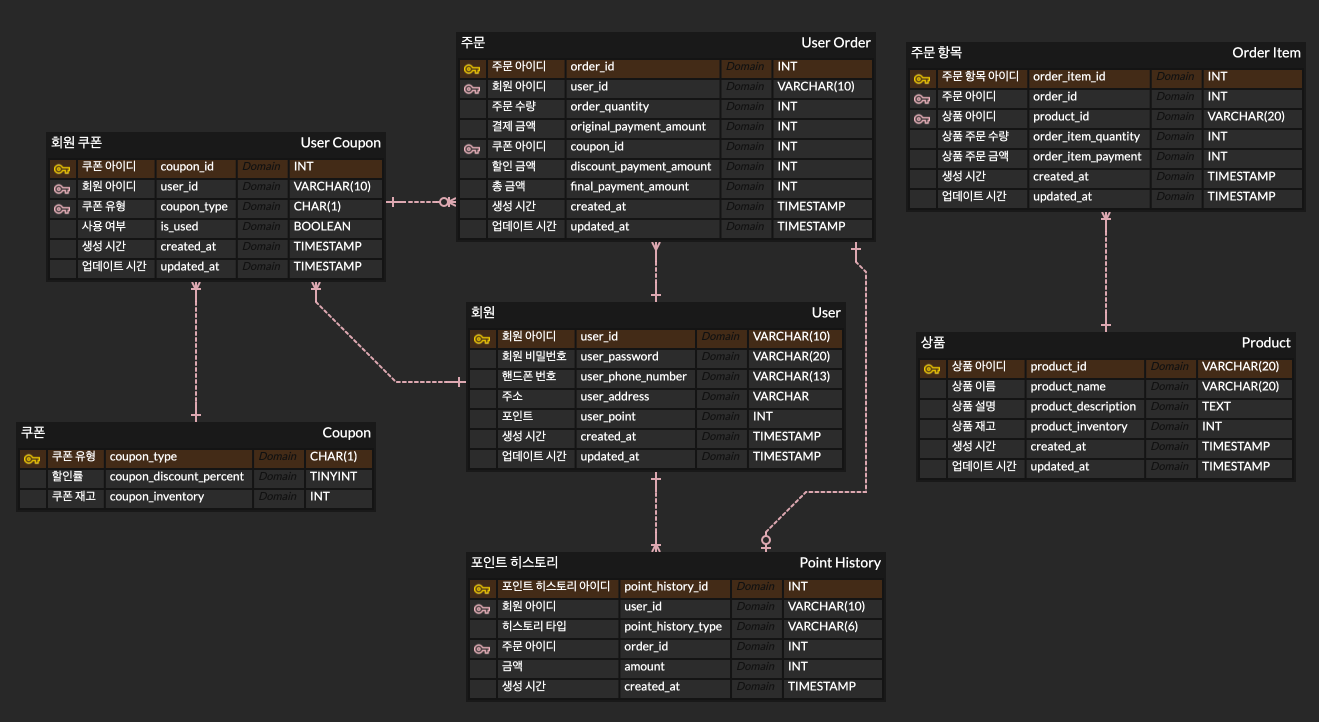 주문 User Order
주문 아이디 order_id Domain INT
회원 아이디 user_id Domain VARCHAR(10)
주문 수량 order_quantity Domain INT
결제 금액 original_payment_amount Domain INT
쿠폰 아이디 coupon_id Domain INT
할인 금액 discount_payment_amount Domain INT
총 금액 final_payment_amount Domain INT
생성 시간 created_at Domain TIMESTAMP
업데이트 시간 updated_at Domain TIMESTAMP
주문 항목 Order Item
주문 항목 아이디 order_item_id Domain INT
주문 아이디 order_id Domain INT
상품 아이디 product_id Domain VARCHAR(20)
상품 주문 수량 order_item_quantity Domain INT
상품 주문 금액 order_item_payment Domain INT
생성 시간 created_at Domain TIMESTAMP
업데이트 시간 updated_at Domain TIMESTAMP
회원 쿠폰 User Coupon
쿠폰 아이디 coupon_id Domain INT
회원 아이디 user_id Domain VARCHAR(10)
쿠폰 유형 coupon_type Domain CHAR(1)
사용 여부 is_used Domain BOOLEAN
생성 시간 created_at Domain TIMESTAMP
업데이트 시간 updated_at Domain TIMESTAMP
회원 User
회원 아이디 user_id Domain VARCHAR(10)
회원 비밀번호 user_password Domain VARCHAR(20)
핸드폰 번호 user_phone_number Domain VARCHAR(13)
주소 user_address Domain VARCHAR
포인트 user_point Domain INT
생성 시간 created_at Domain TIMESTAMP
업데이트 시간 updated_at Domain TIMESTAMP
상품 Product
상품 아이디 product_id Domain VARCHAR(20)
상품 이름 product_name Domain VARCHAR(20)
상품 설명 product_description Domain TEXT
상품 재고 product_inventory Domain INT
생성 시간 created_at Domain TIMESTAMP
업데이트 시간 updated_at Domain TIMESTAMP
쿠폰 Coupon
쿠폰 유형 coupon_type Domain CHAR(1)
할인률 coupon_discount_percent Domain TINYINT
쿠폰 재고 coupon_inventory Domain INT
포인트 히스토리 Point History
포인트 히스토리 아이디 point_history_id Domain INT
회원 아이디 user_id Domain VARCHAR(10)
히스토리 타입 point_history_type Domain VARCHAR(6)
주문 아이디 order_id Domain INT
금액 amount Domain INT
생성 시간 created_at Domain TIMESTAMP